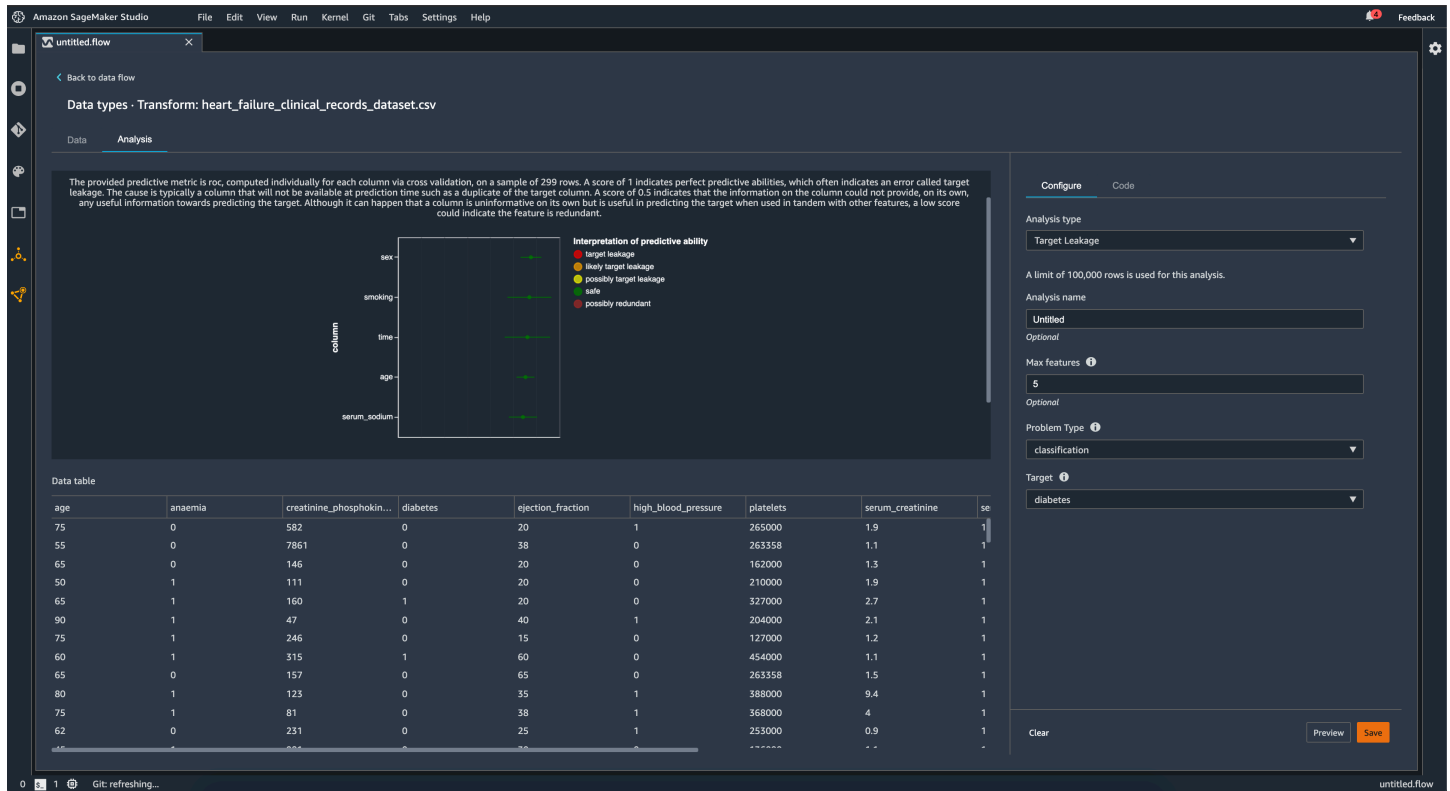 Amazon SageMaker Studio File Edit View Run Kernel Git Tabs Settings Help 4 Feedback
untitled.flow
Back to data flow
Data types · Transform: heart_failure_clinical_records_dataset.csv
Data Analysis
The provided predictive metric is roc, computed individually for each column via cross validation, on a sample of 299 rows. A score of 1 indicates perfect predictive abilities, which often indicates an error called target
leakage. The cause is typically a column that will not be available at prediction time such as a duplicate of the target column. A score of 0.5 indicates that the information on the column could not provide, on its own,
any useful information towards predicting the target. Although it can happen that a column is uninformative on its own but is useful in predicting the target when used in tandem with other features, a low score
could indicate the feature is redundant.
column
sex
smoking
time
age
serum_sodium
Interpretation of predictive ability
target leakage
likely target leakage
possibly target leakage
safe
possibly redundant
Data table
age anaemia creatinine_phosphokin... diabetes ejection_fraction high_blood_pressure platelets serum_creatinine se
75 0 582 0 20 1 265000 1.9 1
55 0 7861 0 38 0 263358 1.1 1
65 0 146 0 20 0 162000 1.3 1
50 1 111 0 20 0 210000 1.9 1
65 1 160 1 20 0 327000 2.7 1
90 1 47 0 40 1 204000 2.1 1
75 1 246 0 15 0 127000 1.2 1
60 1 315 1 60 0 454000 1.1 1
65 0 157 0 65 0 263358 1.5 1
80 1 123 0 35 1 388000 9.4 1
75 1 81 0 38 1 368000 4 1
62 0 231 0 25 1 253000 0.9 1
Configure Code
Analysis type
Target Leakage
A limit of 100,000 rows is used for this analysis.
Analysis name
Untitled
Optional
Max features
5
Optional
Problem Type
classification
Target
diabetes
Clear Preview Save
0 1 Git: refreshing... untitled.flow